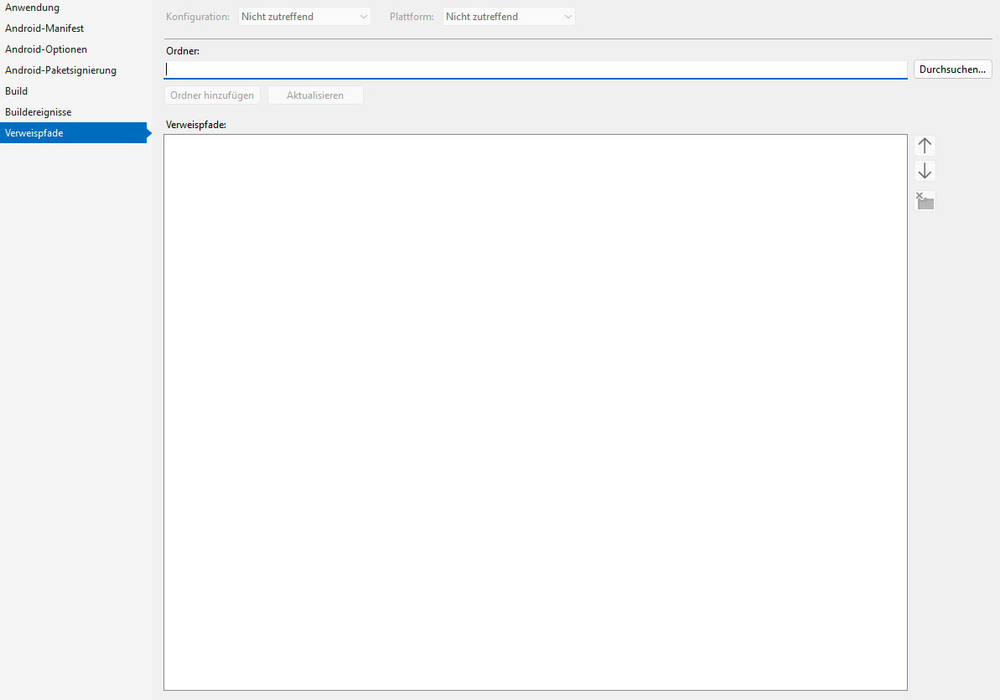 Anwendung
Android-Manifest
Android-Optionen
Android-Paketsignierung
Build
Buildereignisse
Verweispfade
Konfiguration: Nicht zutreffend Plattform: Nicht zutreffend
Ordner:
Durchsuchen...
Ordner hinzufügen Aktualisieren
Verweispfade: